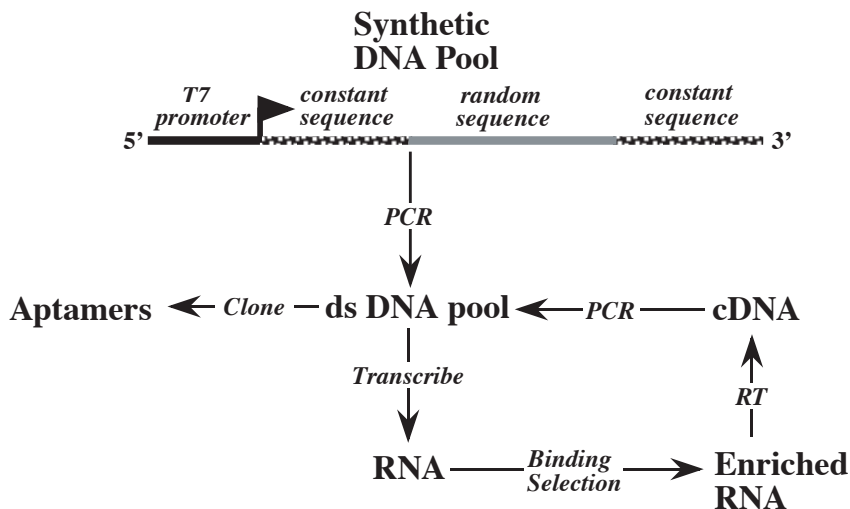 Synthetic
DNA Pool
T7
promoter
constant
sequence
random
sequence
constant
sequence
5’
3’
PCR
Aptamers
Clone
ds DNA pool
PCR
cDNA
Transcribe
RT
RNA
Binding
Selection
Enriched
RNA